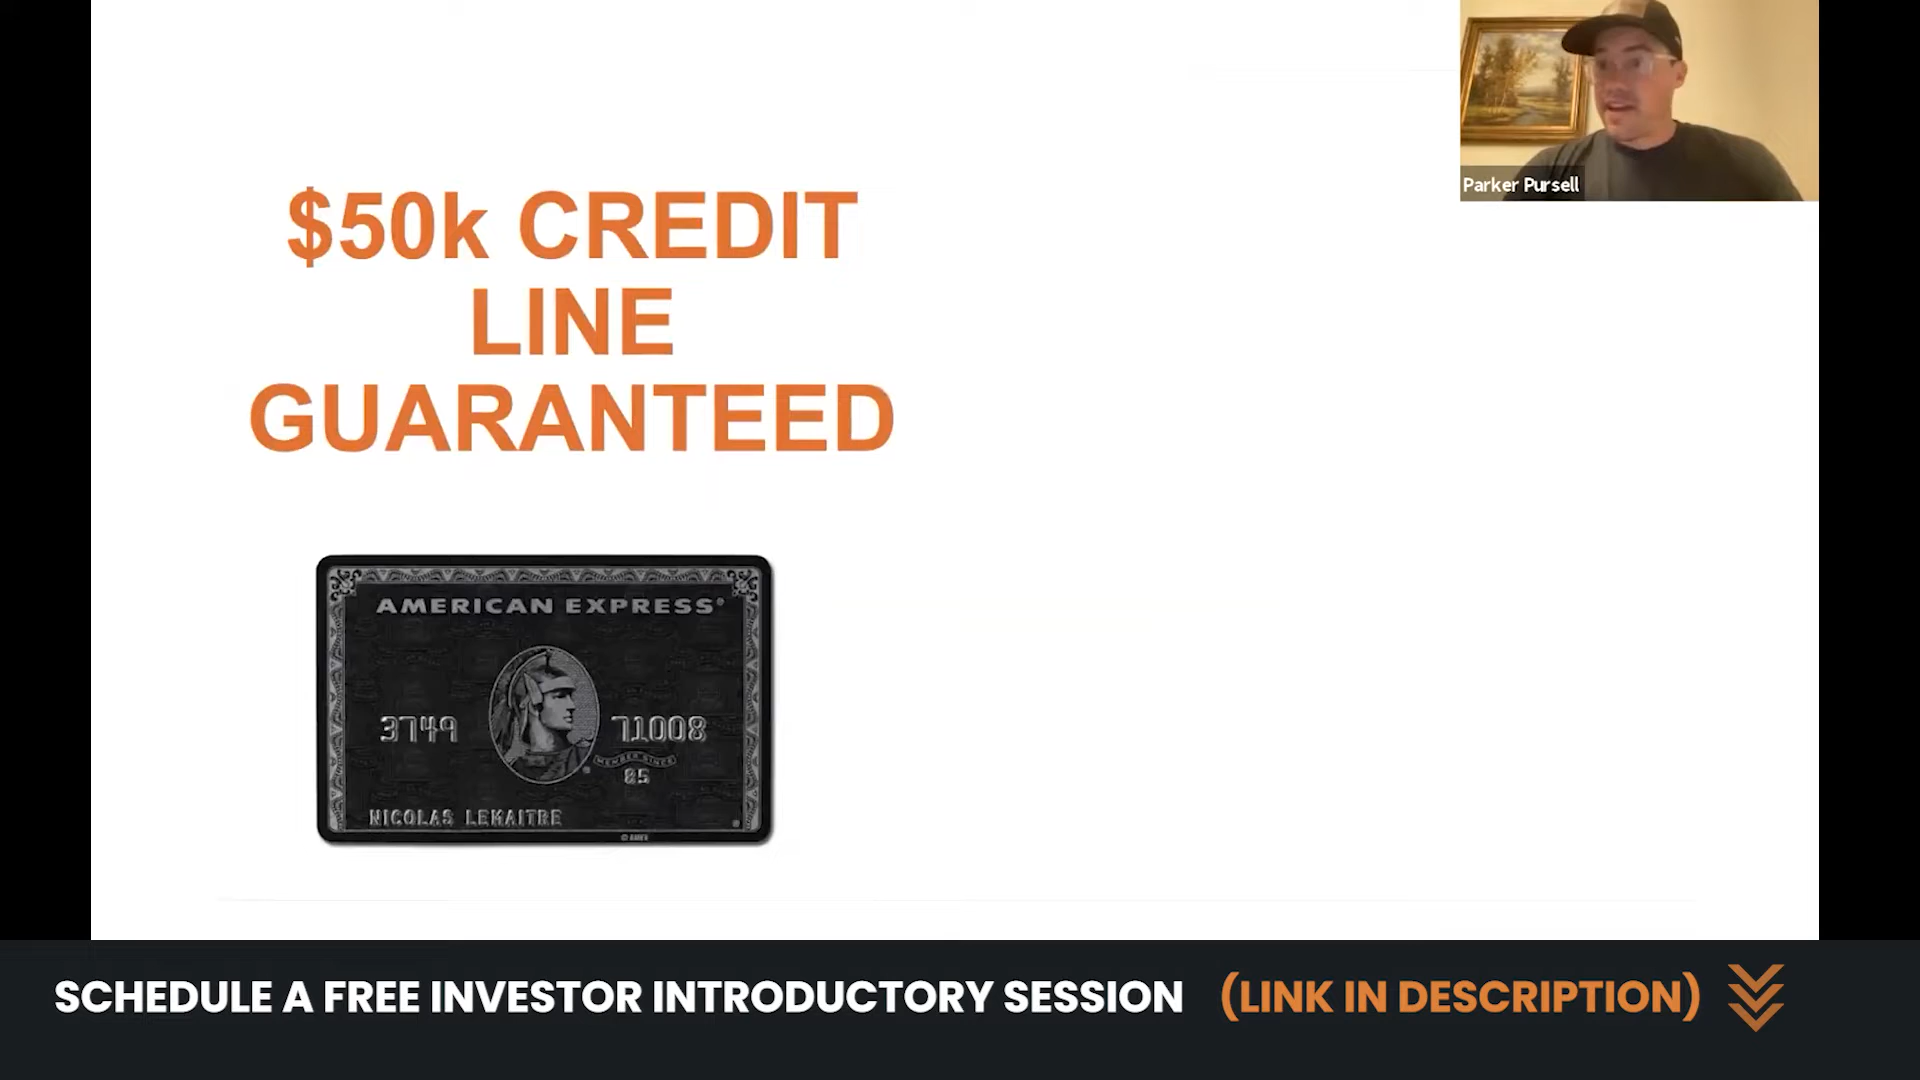 Parker Pursell
$50k CREDIT
LINE
GUARANTEED
AMERICAN EXPRESS®
3749 71008
MEMBER SINCE
85
NICOLAS LEMAITRE
© AMEX
SCHEDULE A FREE INVESTOR INTRODUCTORY SESSION (LINK IN DESCRIPTION)